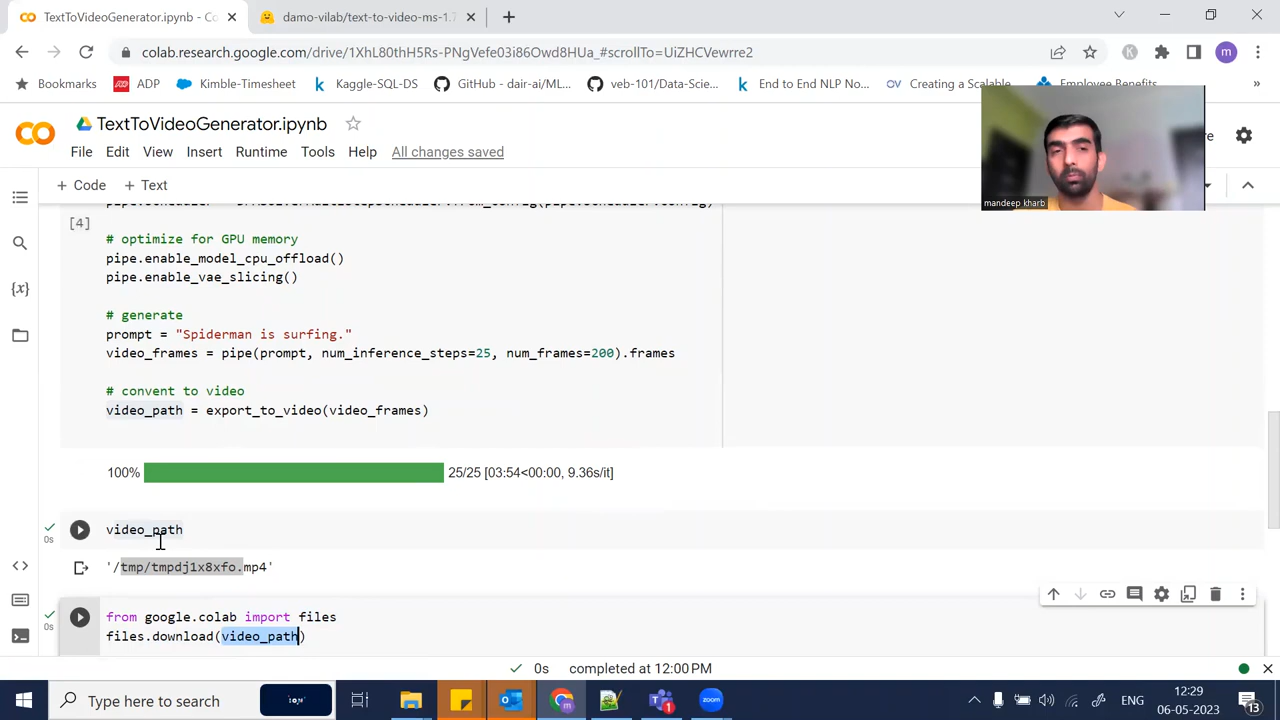 TextToVideoGenerator.ipynb - Co
damo-vilab/text-to-video-ms-1.7
colab.research.google.com/drive/1XhL80thH5Rs-PNgVefe03i86Owd8HUa_#scrollTo=UiZHCVewrre2
Bookmarks
ADP
Kimble-Timesheet
Kaggle-SQL-DS
GitHub - dair-ai/ML...
veb-101/Data-Scie...
End to End NLP No...
Creating a Scalable
Employee Benefits
TextToVideoGenerator.ipynb
File Edit View Insert Runtime Tools Help All changes saved
mandeep kharb
+ Code + Text
[4]
# optimize for GPU memory
pipe.enable_model_cpu_offload()
pipe.enable_vae_slicing()
# generate
prompt = "Spiderman is surfing."
video_frames = pipe(prompt, num_inference_steps=25, num_frames=200).frames
# convent to video
video_path = export_to_video(video_frames)
100% 25/25 [03:54<00:00, 9.36s/it]
video_path
0s
'/tmp/tmpdj1x8xfo.mp4'
from google.colab import files
0s
files.download(video_path)
0s completed at 12:00 PM
Type here to search
ENG
12:29
06-05-2023
13